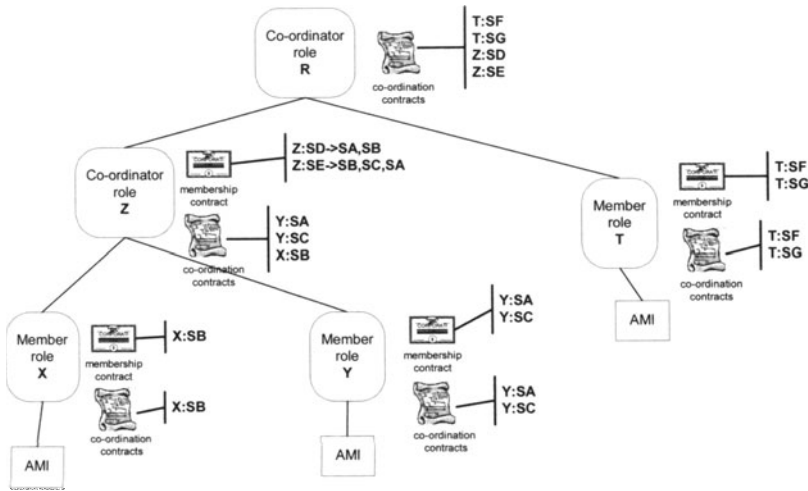 Co-ordinator
role
R
co-ordination
contracts
T:SF
T:SG
Z:SD
Z:SE
Co-ordinator
role
Z
membership
contract
Z:SD->SA,SB
Z:SE->SB,SC,SA
co-ordination
contracts
Y:SA
Y:SC
X:SB
Member
role
T
membership
contract
T:SF
T:SG
co-ordination
contracts
T:SF
T:SG
AMI
Member
role
X
membership
contract
X:SB
co-ordination
contracts
X:SB
AMI
Member
role
Y
membership
contract
Y:SA
Y:SC
co-ordination
contracts
Y:SA
Y:SC
AMI